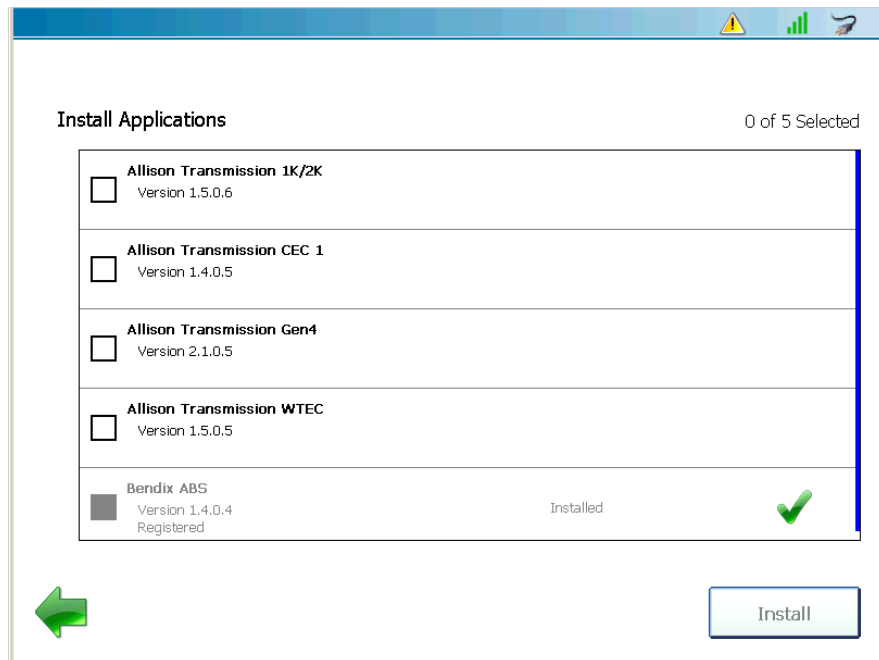 Install Applications
0 of 5 Selected
Allison Transmission 1K/2K
Version 1.5.0.6
Allison Transmission CEC 1
Version 1.4.0.5
Allison Transmission Gen4
Version 2.1.0.5
Allison Transmission WTEC
Version 1.5.0.5
Bendix ABS
Version 1.4.0.4
Registered
Installed
Install